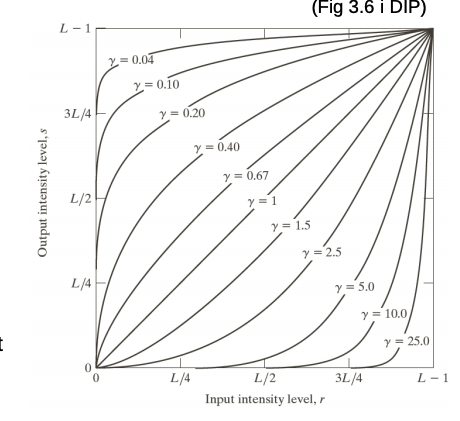 (Fig 3.6 i DIP)
L − 1
γ = 0.04
γ = 0.10
3L/4
γ = 0.20
γ = 0.40
γ = 0.67
L/2
γ = 1
γ = 1.5
γ = 2.5
L/4
γ = 5.0
γ = 10.0
γ = 25.0
t
0
0
L/4
L/2
3L/4
L − 1
Output intensity level, s
Input intensity level, r